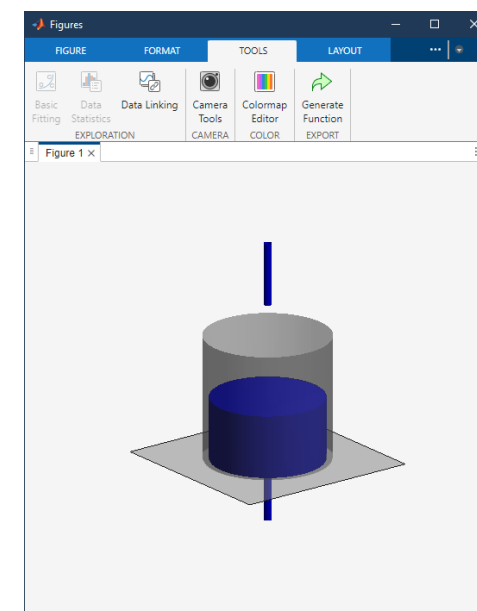 Figures
FIGURE FORMAT TOOLS LAYOUT
Basic Fitting
Data Statistics
Data Linking
Camera Tools
Colormap Editor
Generate Function
EXPLORATION CAMERA COLOR EXPORT
Figure 1